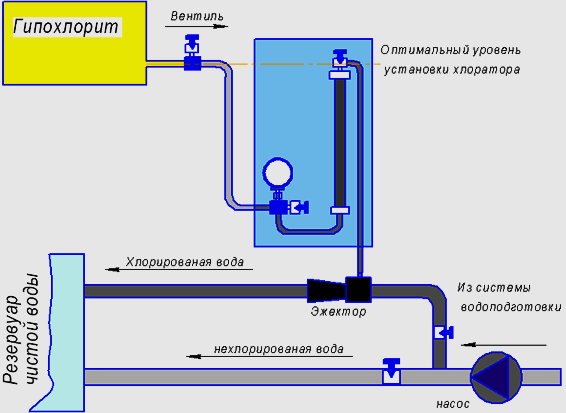 Гипохлорит
Вентиль
Оптимальный уровень
установки хлоратора
Хлорированая вода
Эжектор
Из системы
водоподготовки
Резервуар
чистой воды
нехлорированая вода
насос